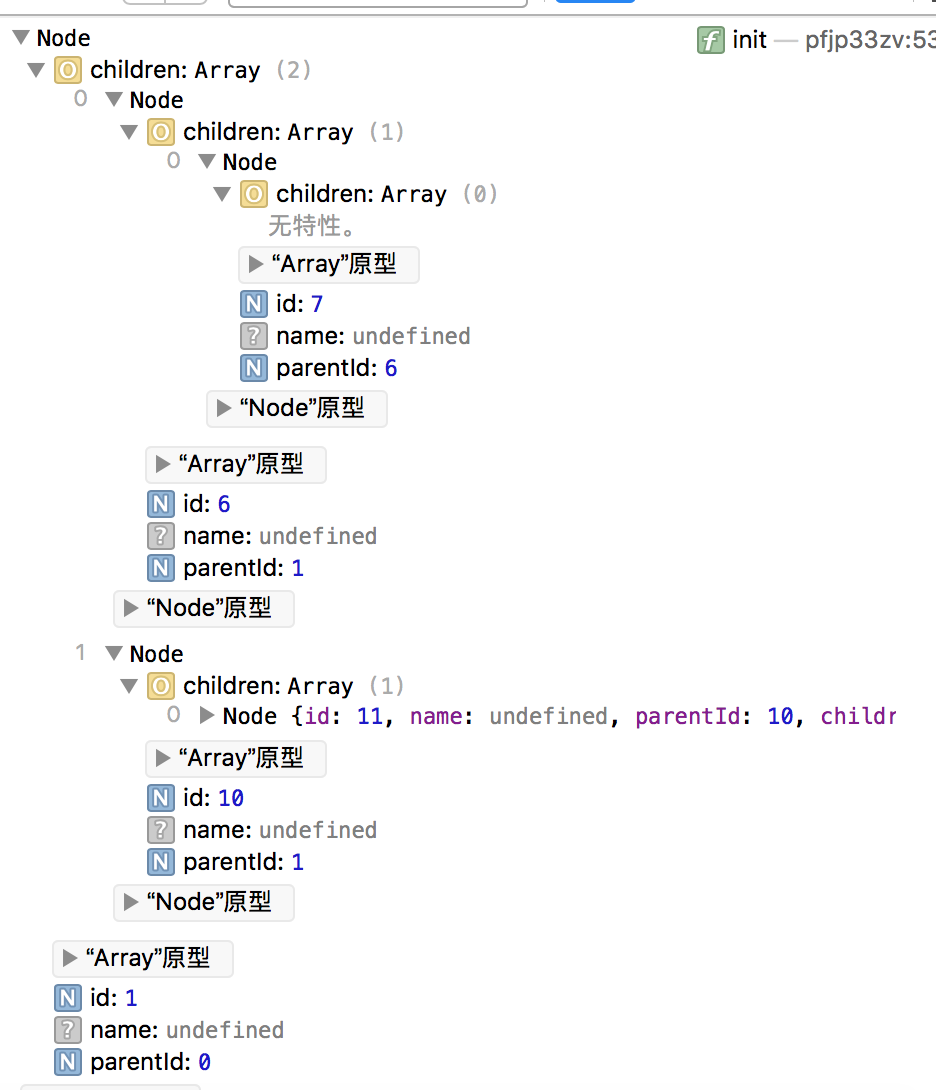 Node
init — pfjp33zv:53
children: Array (2)
0 Node
children: Array (1)
0 Node
children: Array (0)
无特性。
“Array”原型
N id: 7
? name: undefined
N parentId: 6
“Node”原型
“Array”原型
N id: 6
? name: undefined
N parentId: 1
“Node”原型
1 Node
children: Array (1)
0 Node {id: 11, name: undefined, parentId: 10, childr
“Array”原型
N id: 10
? name: undefined
N parentId: 1
“Node”原型
“Array”原型
N id: 1
? name: undefined
N parentId: 0